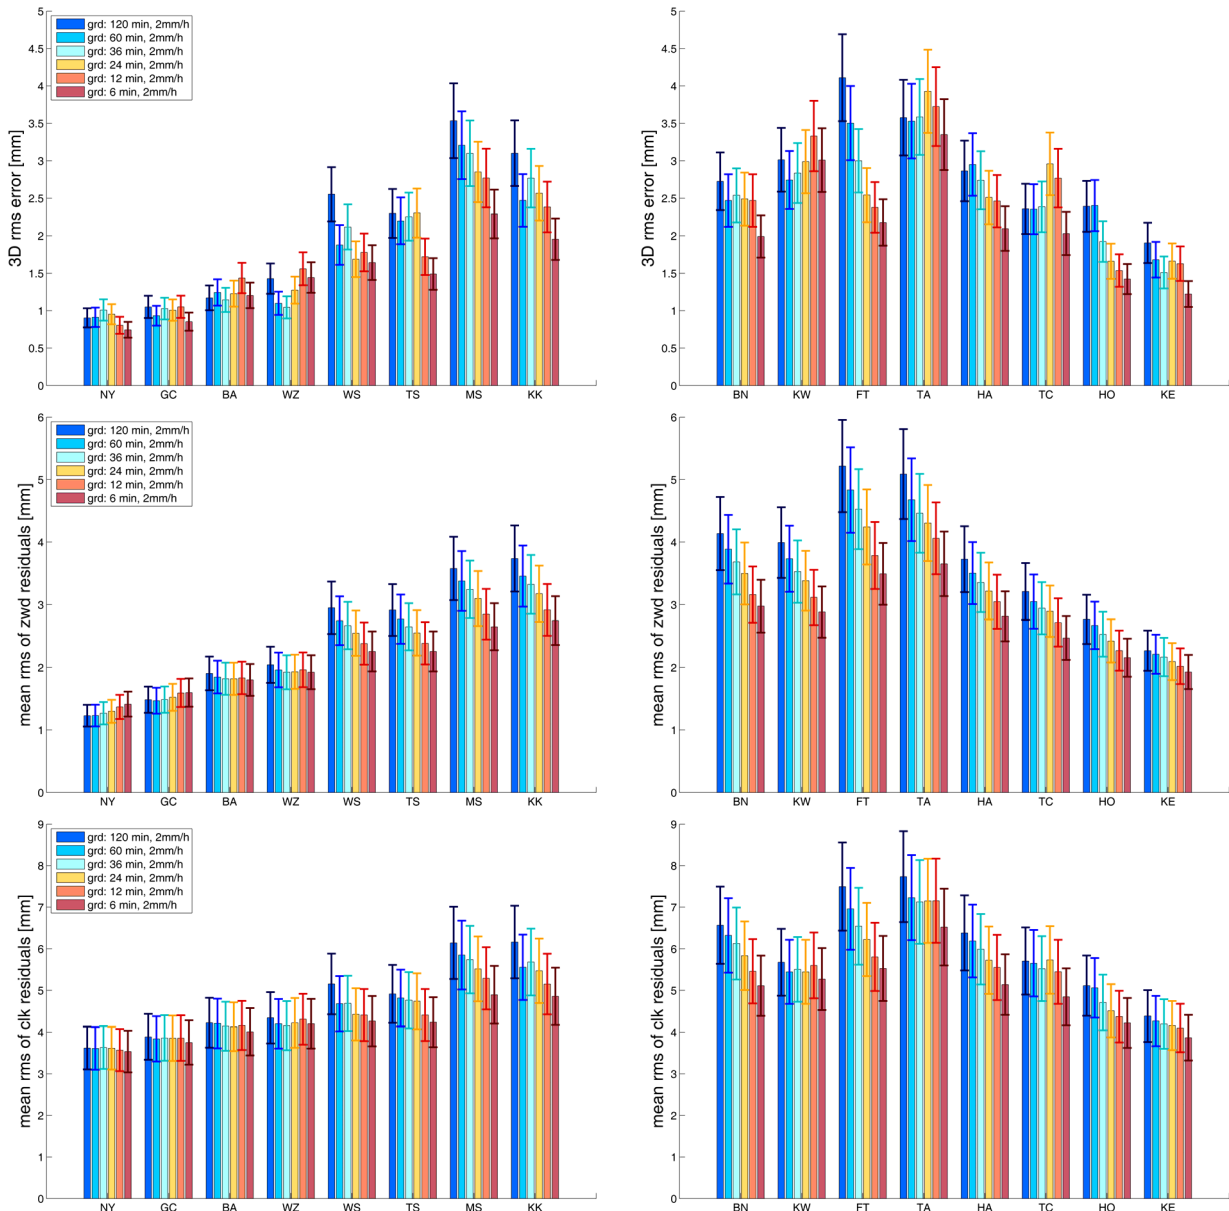 5
4.5
4
3.5
3
2.5
2
1.5
1
0.5
0
3D rms error [mm]
grd: 120 min, 2mm/h
grd: 60 min, 2mm/h
grd: 36 min, 2mm/h
grd: 24 min, 2mm/h
grd: 12 min, 2mm/h
grd: 6 min, 2mm/h
NY GC BA WZ WS TS MS KK
5
4.5
4
3.5
3
2.5
2
1.5
1
0.5
0
3D rms error [mm]
BN KW FT TA HA TC HO KE
6
5
4
3
2
1
0
mean rms of zwd residuals [mm]
grd: 120 min, 2mm/h
grd: 60 min, 2mm/h
grd: 36 min, 2mm/h
grd: 24 min, 2mm/h
grd: 12 min, 2mm/h
grd: 6 min, 2mm/h
NY GC BA WZ WS TS MS KK
6
5
4
3
2
1
0
mean rms of zwd residuals [mm]
BN KW FT TA HA TC HO KE
9
8
7
6
5
4
3
2
1
0
mean rms of clk residuals [mm]
grd: 120 min, 2mm/h
grd: 60 min, 2mm/h
grd: 36 min, 2mm/h
grd: 24 min, 2mm/h
grd: 12 min, 2mm/h
grd: 6 min, 2mm/h
NY GC BA WZ WS TS MS KK
9
8
7
6
5
4
3
2
1
0
mean rms of clk residuals [mm]
BN KW FT TA HA TC HO KE